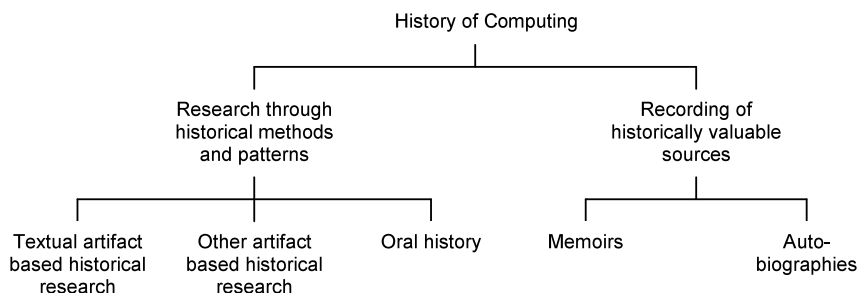 History of Computing
Research through
historical methods
and patterns
Recording of
historically valuable
sources
Textual artifact
based historical
research
Other artifact
based historical
research
Oral history
Memoirs
Auto-
biographies